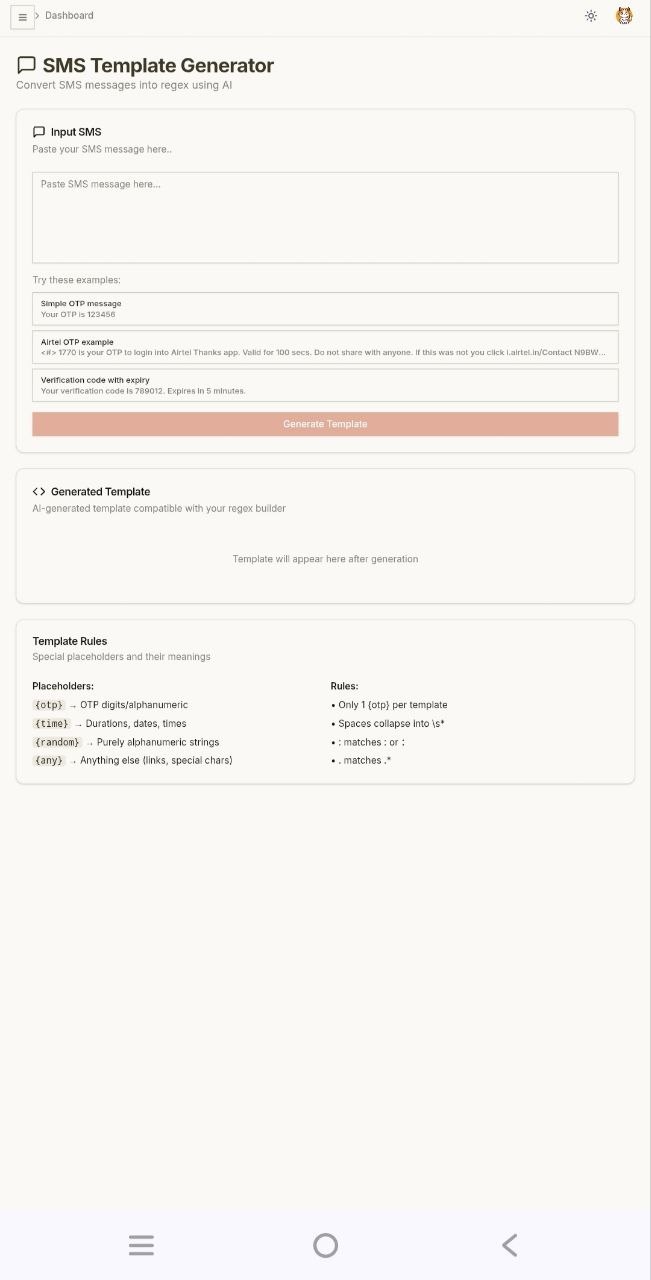 Dashboard
SMS Template Generator
Convert SMS messages into regex using AI
Input SMS
Paste your SMS message here..
Paste SMS message here...
Try these examples:
Simple OTP message
Your OTP is 123456
Airtel OTP example
<#> 1770 is your OTP to login into Airtel Thanks app. Valid for 100 secs. Do not share with anyone. If this was not you click i.airtel.in/Contact N9BW...
Verification code with expiry
Your verification code is 789012. Expires in 5 minutes.
Generate Template
Generated Template
AI-generated template compatible with your regex builder
Template will appear here after generation
Template Rules
Special placeholders and their meanings
Placeholders:
{otp} → OTP digits/alphanumeric
{time} → Durations, dates, times
{random} → Purely alphanumeric strings
{any} → Anything else (links, special chars)
Rules:
• Only 1 {otp} per template
• Spaces collapse into \s*
• : matches : or :
• . matches .*